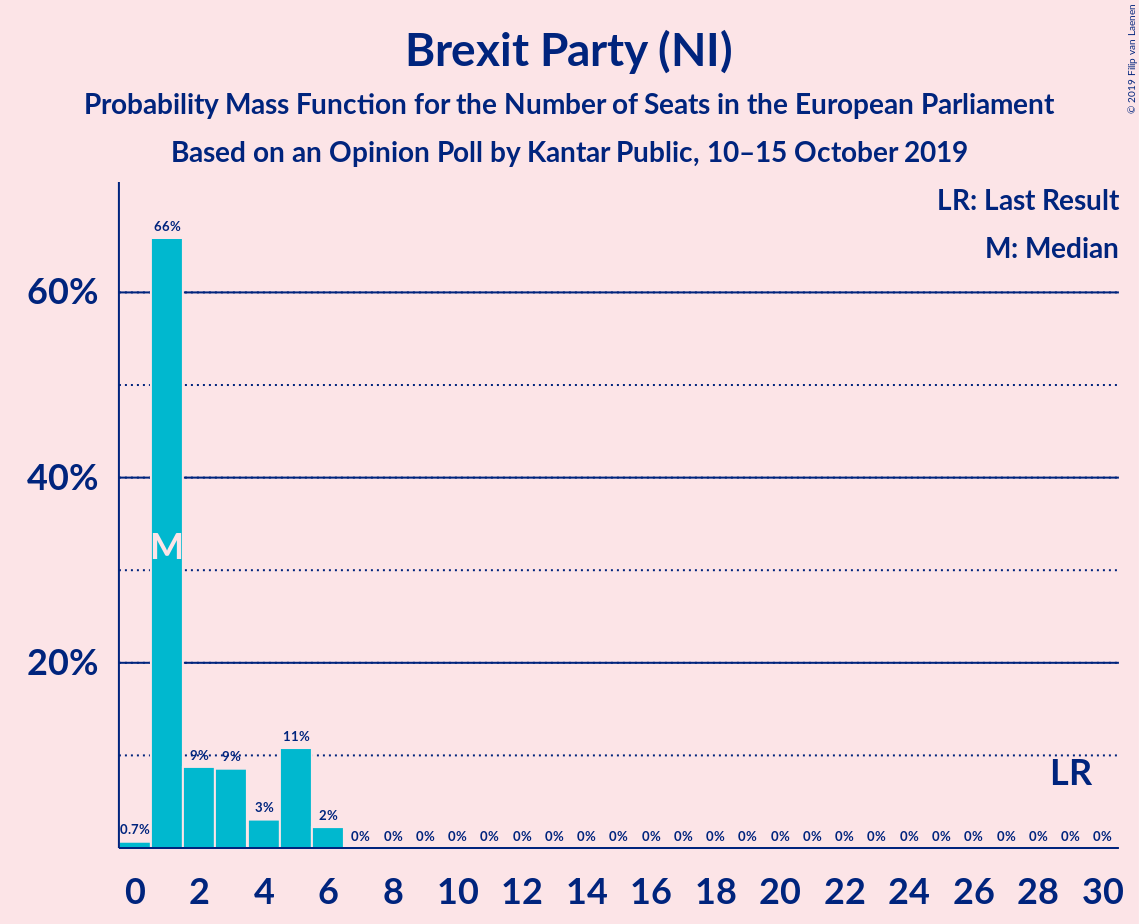 Brexit Party (NI)
Probability Mass Function for the Number of Seats in the European Parliament
Based on an Opinion Poll by Kantar Public, 10–15 October 2019
© 2019 Filip van Laenen
LR: Last Result
M: Median
60%
40%
20%
0.7% 66% 9% 9% 3% 11% 2% 0% 0% 0% 0% 0% 0% 0% 0% 0% 0% 0% 0% 0% 0% 0% 0% 0% 0% 0% 0% 0% 0% 0% 0%
M
LR
0 2 4 6 8 10 12 14 16 18 20 22 24 26 28 30